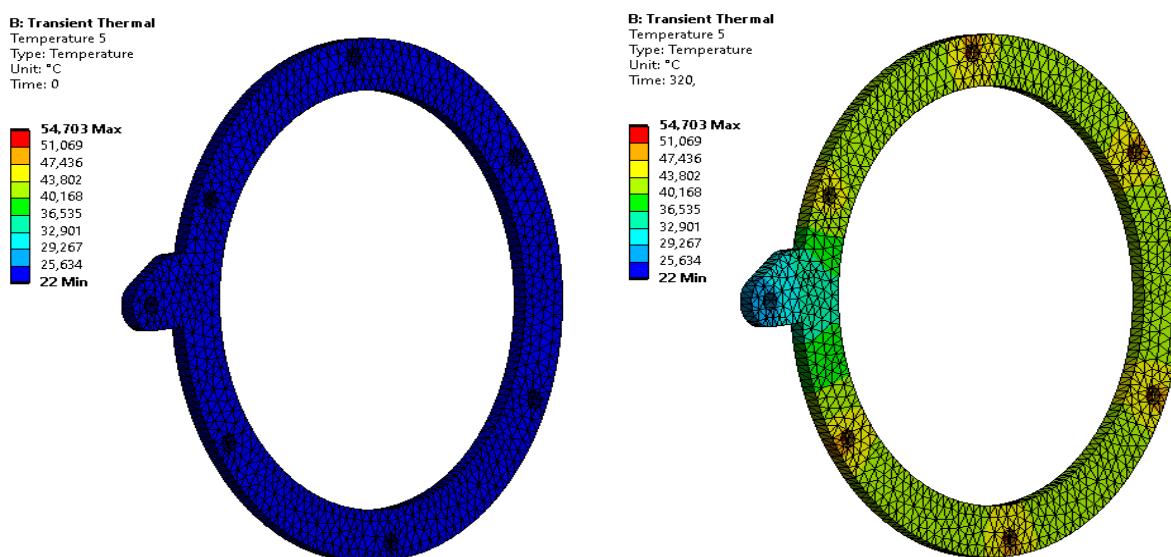 B: Transient Thermal
Temperature 5
Type: Temperature
Unit: °C
Time: 0
54,703 Max
51,069
47,436
43,802
40,168
36,535
32,901
29,267
25,634
22 Min
B: Transient Thermal
Temperature 5
Type: Temperature
Unit: °C
Time: 320,
54,703 Max
51,069
47,436
43,802
40,168
36,535
32,901
29,267
25,634
22 Min